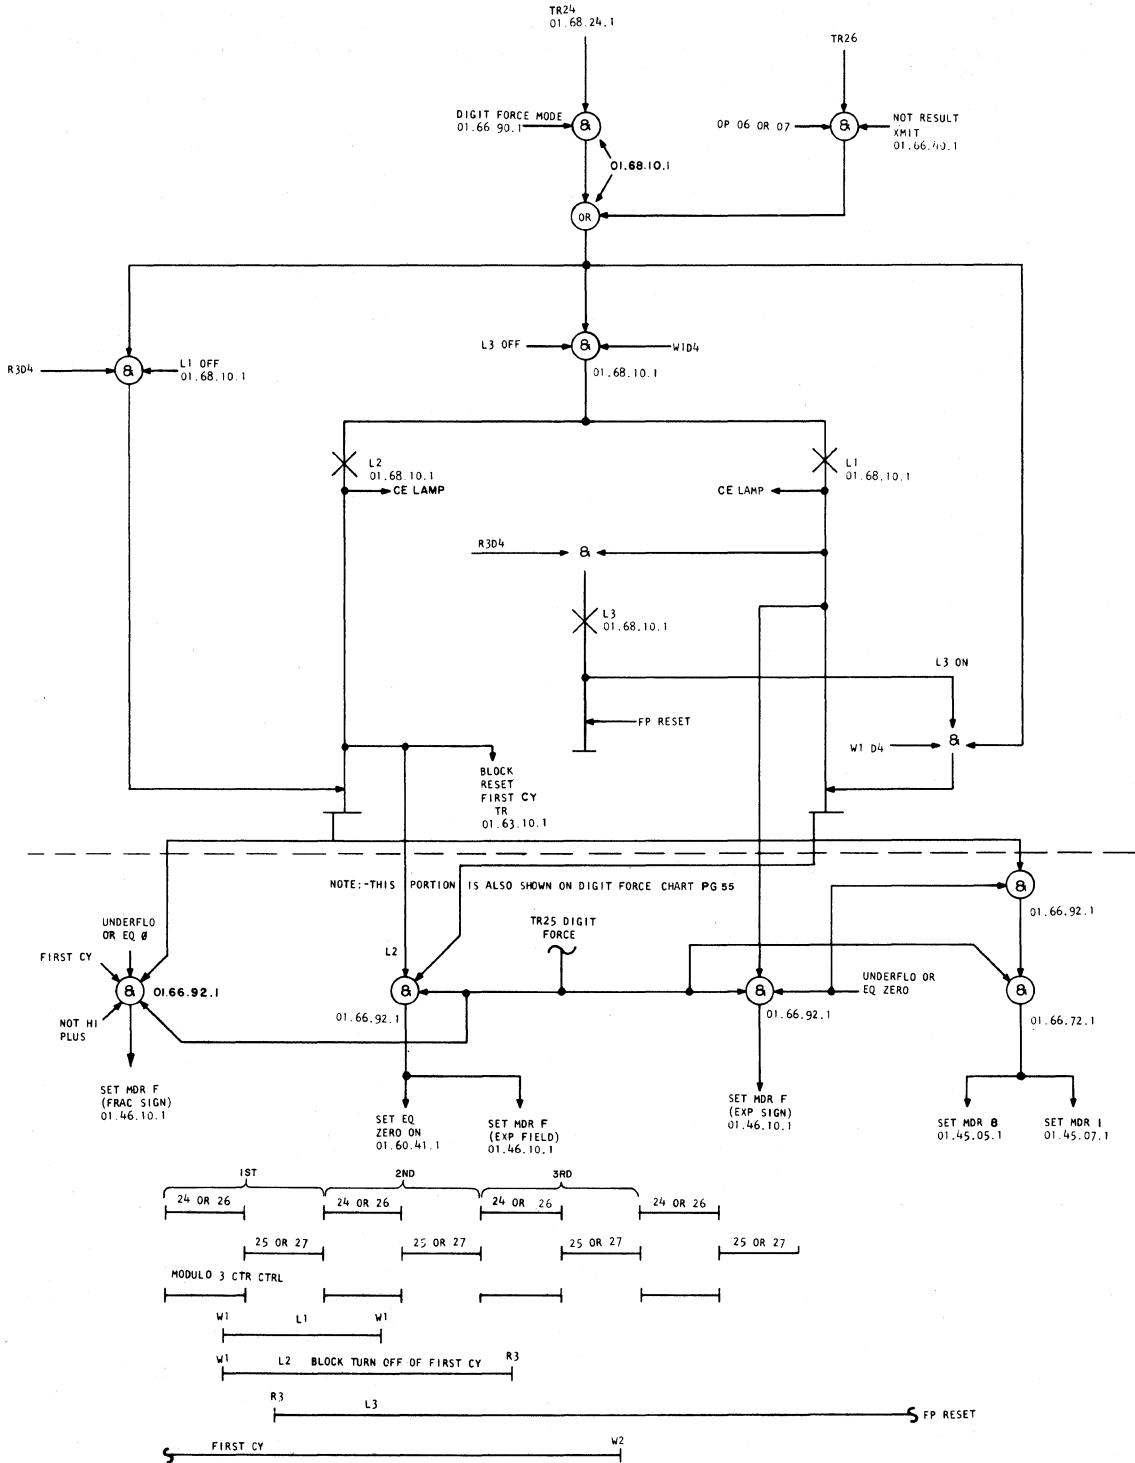 TR24
01.68.24.1
TR26
DIGIT FORCE MODE
01.66 90.1
&
OP 06 OR 07
&
NOT RESULT
XMIT
01.66.40.1
01.68.10.1
OR
L3 OFF
&
W1D4
01.68.10.1
R3D4
&
L1 OFF
01.68.10.1
L2
01.68.10.1
CE LAMP
L1
01.68.10.1
CE LAMP
R3D4
&
L3
01.68.10.1
L3 ON
FP RESET
W1 D4
&
BLOCK
RESET
FIRST CY
TR
01.63.10.1
NOTE:-THIS PORTION IS ALSO SHOWN ON DIGIT FORCE CHART PG 55
&
01.66.92.1
UNDERFLO
OR EQ 0
FIRST CY
&
01.66.92.1
NOT HI
PLUS
TR25 DIGIT
FORCE
L2
&
01.66.92.1
&
01.66.92.1
UNDERFLO OR
EQ ZERO
&
01.66.72.1
SET MDR F
(FRAC SIGN)
01.46.10.1
SET EQ
ZERO ON
01.60.41.1
SET MDR F
(EXP FIELD)
01.46.10.1
SET MDR F
(EXP SIGN)
01.46.10.1
SET MDR 8
01.45.05.1
SET MDR 1
01.45.07.1
1ST 2ND 3RD
24 OR 26 24 OR 26 24 OR 26 24 OR 26
25 OR 27 25 OR 27 25 OR 27 25 OR 27
MODULO 3 CTR CTRL
W1 L1 W1
W1 L2 BLOCK TURN OFF OF FIRST CY R3
R3 L3 FP RESET
FIRST CY W2